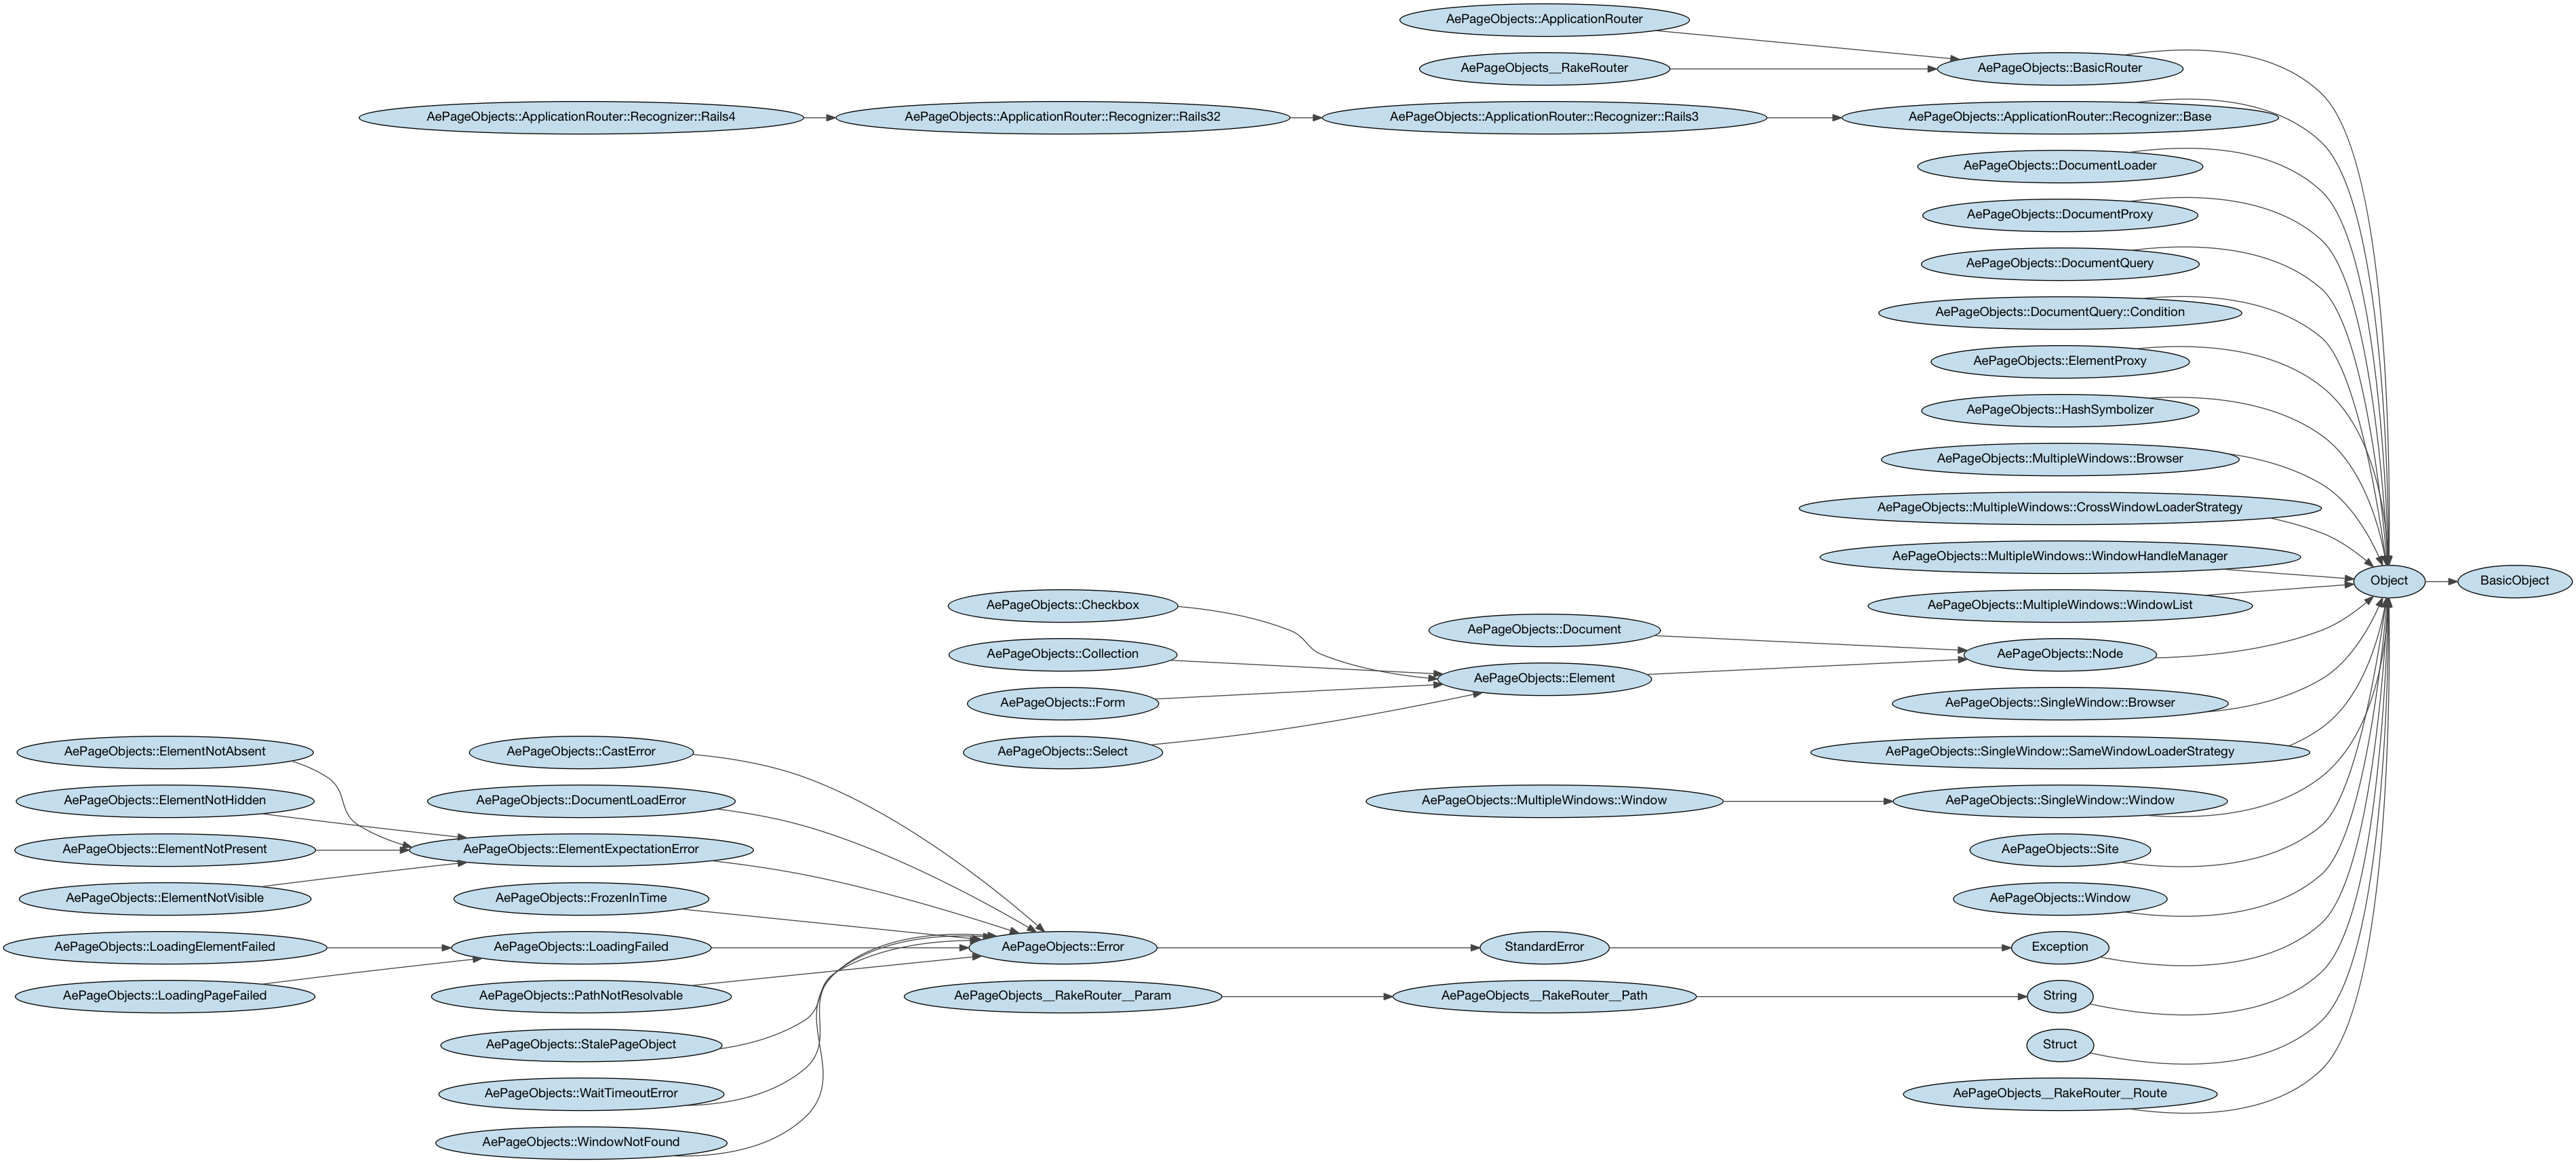 AePageObjects::ApplicationRouter
AePageObjects__RakeRouter
AePageObjects::BasicRouter
AePageObjects::ApplicationRouter::Recognizer::Rails4
AePageObjects::ApplicationRouter::Recognizer::Rails32
AePageObjects::ApplicationRouter::Recognizer::Rails3
AePageObjects::ApplicationRouter::Recognizer::Base
AePageObjects::DocumentLoader
AePageObjects::DocumentProxy
AePageObjects::DocumentQuery
AePageObjects::DocumentQuery::Condition
AePageObjects::ElementProxy
AePageObjects::HashSymbolizer
AePageObjects::MultipleWindows::Browser
AePageObjects::MultipleWindows::CrossWindowLoaderStrategy
AePageObjects::MultipleWindows::WindowHandleManager
Object
BasicObject
AePageObjects::Checkbox
AePageObjects::MultipleWindows::WindowList
AePageObjects::Document
AePageObjects::Collection
AePageObjects::Node
AePageObjects::Element
AePageObjects::Form
AePageObjects::SingleWindow::Browser
AePageObjects::ElementNotAbsent
AePageObjects::CastError
AePageObjects::Select
AePageObjects::SingleWindow::SameWindowLoaderStrategy
AePageObjects::ElementNotHidden
AePageObjects::DocumentLoadError
AePageObjects::MultipleWindows::Window
AePageObjects::SingleWindow::Window
AePageObjects::ElementNotPresent
AePageObjects::ElementExpectationError
AePageObjects::Site
AePageObjects::ElementNotVisible
AePageObjects::FrozenInTime
AePageObjects::Window
AePageObjects::LoadingElementFailed
AePageObjects::LoadingFailed
AePageObjects::Error
StandardError
Exception
AePageObjects::LoadingPageFailed
AePageObjects::PathNotResolvable
AePageObjects__RakeRouter__Param
AePageObjects__RakeRouter__Path
String
AePageObjects::StalePageObject
Struct
AePageObjects::WaitTimeoutError
AePageObjects__RakeRouter__Route
AePageObjects::WindowNotFound